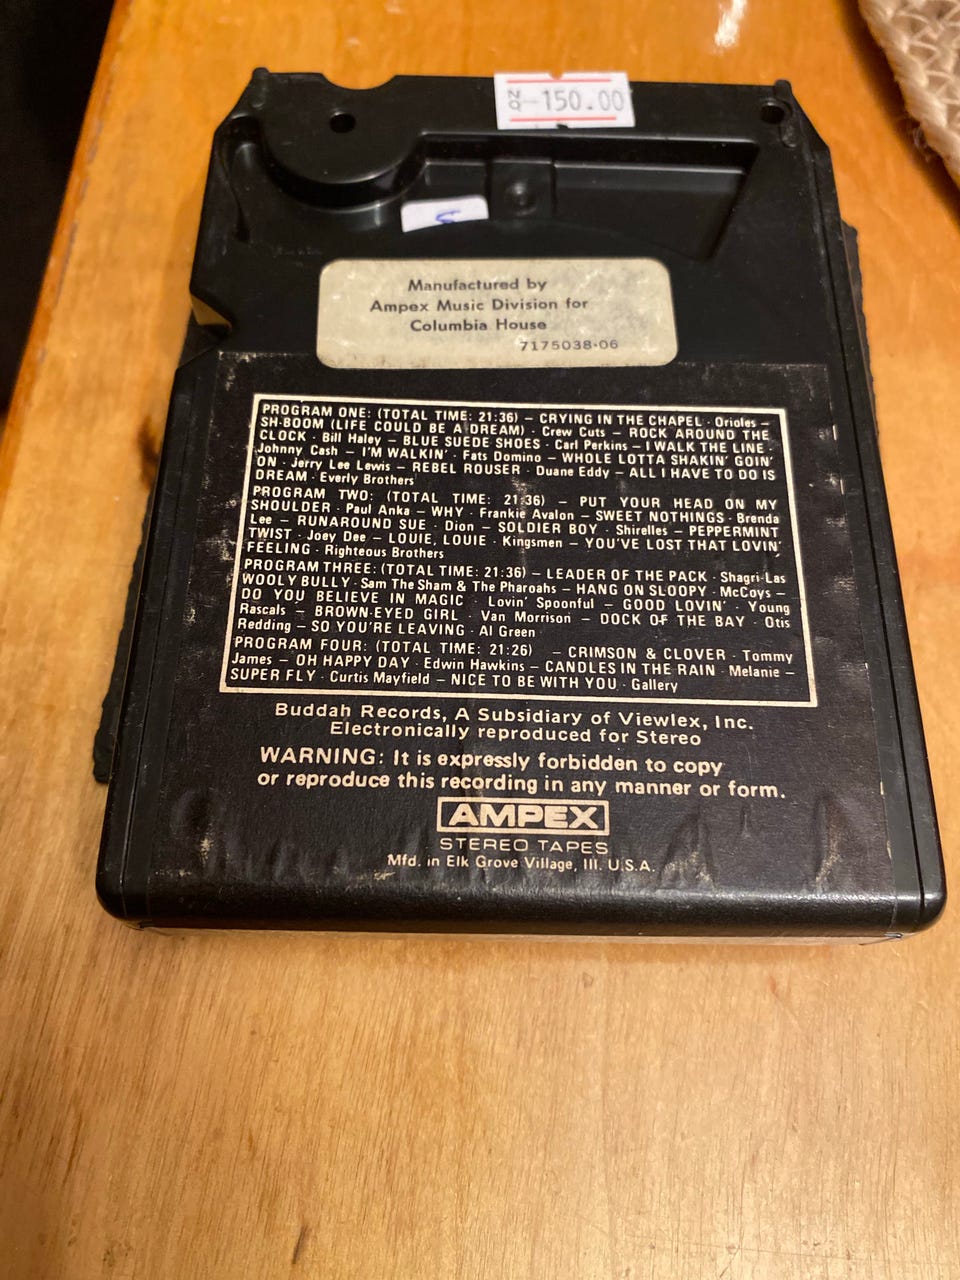 -150.00
Manufactured by
Ampex Music Division for
Columbia House
7175038-06
PROGRAM ONE: (TOTAL TIME: 21:36) – CRYING IN THE CHAPEL · Orioles –
SH-BOOM (LIFE COULD BE A DREAM) · Crew Cuts – ROCK AROUND THE
CLOCK · Bill Haley – BLUE SUEDE SHOES · Carl Perkins – I WALK THE LINE ·
Johnny Cash – I'M WALKIN' · Fats Domino – WHOLE LOTTA SHAKIN' GOIN'
ON · Jerry Lee Lewis – REBEL ROUSER · Duane Eddy – ALL I HAVE TO DO IS
DREAM · Everly Brothers
PROGRAM TWO: (TOTAL TIME: 21:36) – PUT YOUR HEAD ON MY
SHOULDER · Paul Anka – WHY · Frankie Avalon – SWEET NOTHINGS · Brenda
Lee – RUNAROUND SUE · Dion – SOLDIER BOY · Shirelles – PEPPERMINT
TWIST · Joey Dee – LOUIE, LOUIE · Kingsmen – YOU'VE LOST THAT LOVIN'
FEELING · Righteous Brothers
PROGRAM THREE: (TOTAL TIME: 21:36) – LEADER OF THE PACK · Shagri-Las
WOOLY BULLY · Sam The Sham & The Pharoahs – HANG ON SLOOPY · McCoys –
DO YOU BELIEVE IN MAGIC · Lovin' Spoonful – GOOD LOVIN' · Young
Rascals – BROWN-EYED GIRL · Van Morrison – DOCK OF THE BAY · Otis
Redding – SO YOU'RE LEAVING · Al Green
PROGRAM FOUR: (TOTAL TIME: 21:26) – CRIMSON & CLOVER · Tommy
James – OH HAPPY DAY · Edwin Hawkins – CANDLES IN THE RAIN · Melanie –
SUPER FLY · Curtis Mayfield – NICE TO BE WITH YOU · Gallery
Buddah Records, A Subsidiary of Viewlex, Inc.
Electronically reproduced for Stereo
WARNING: It is expressly forbidden to copy
or reproduce this recording in any manner or form.
AMPEX
STEREO TAPES
Mfd. in Elk Grove Village, Ill. U.S.A.